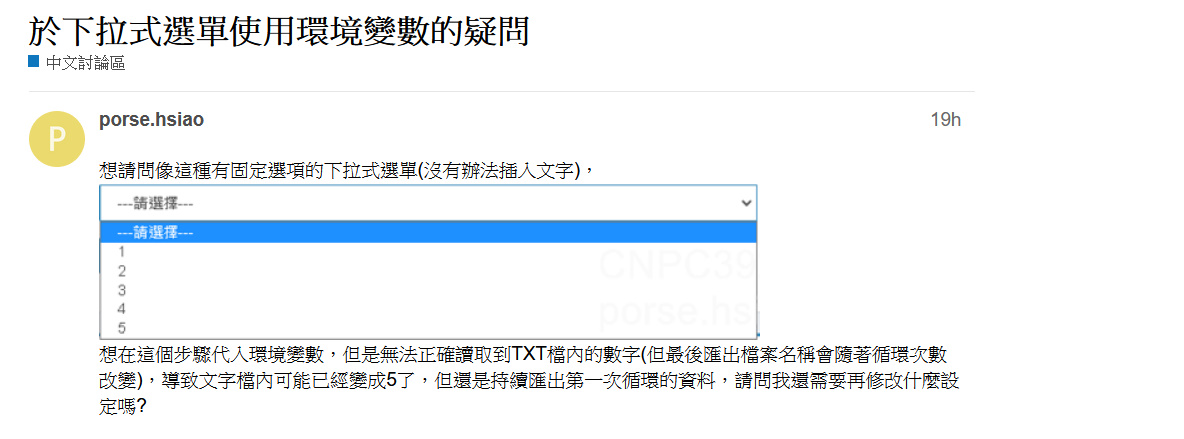 於下拉式選單使用環境變數的疑問
中文討論區
P
porse.hsiao
19h
想請問像這種有固定選項的下拉式選單(沒有辦法插入文字)，
---請選擇---
---請選擇---
1
2
3
4
5
CNPC39
porse.hsi
想在這個步驟代入環境變數，但是無法正確讀取到TXT檔內的數字(但最後匯出檔案名稱會隨著循環次數
改變)，導致文字檔內可能已經變成5了，但還是持續匯出第一次循環的資料，請問我還需要再修改什麼設
定嗎?